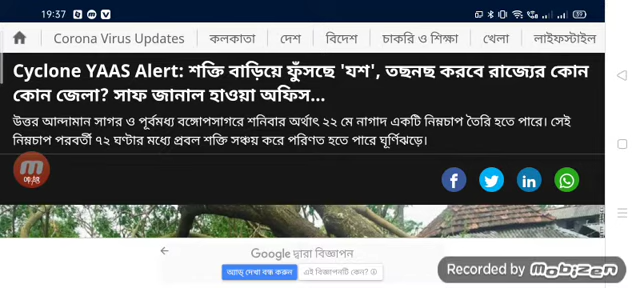 19:37
89
Corona Virus Updates কলকাতা দেশ বিদেশ চাকরি ও শিক্ষা খেলা লাইফস্টাইল
Cyclone YAAS Alert: শক্তি বাড়িয়ে ফুঁসছে 'যশ', তছনছ করবে রাজ্যের কোন
কোন জেলা? সাফ জানাল হাওয়া অফিস...
উত্তর আন্দামান সাগর ও পূর্বমধ্য বঙ্গোপসাগরে শনিবার অর্থাৎ ২২ মে নাগাদ একটি নিম্নচাপ তৈরি হতে পারে। সেই
নিম্নচাপ পরবর্তী ৭২ ঘণ্টার মধ্যে প্রবল শক্তি সঞ্চয় করে পরিণত হতে পারে ঘূর্ণিঝড়ে।
Google দ্বারা বিজ্ঞাপন
অ্যাড্ দেখা বন্ধ করুন এই বিজ্ঞাপনটি কেন?
Recorded by Mobizen